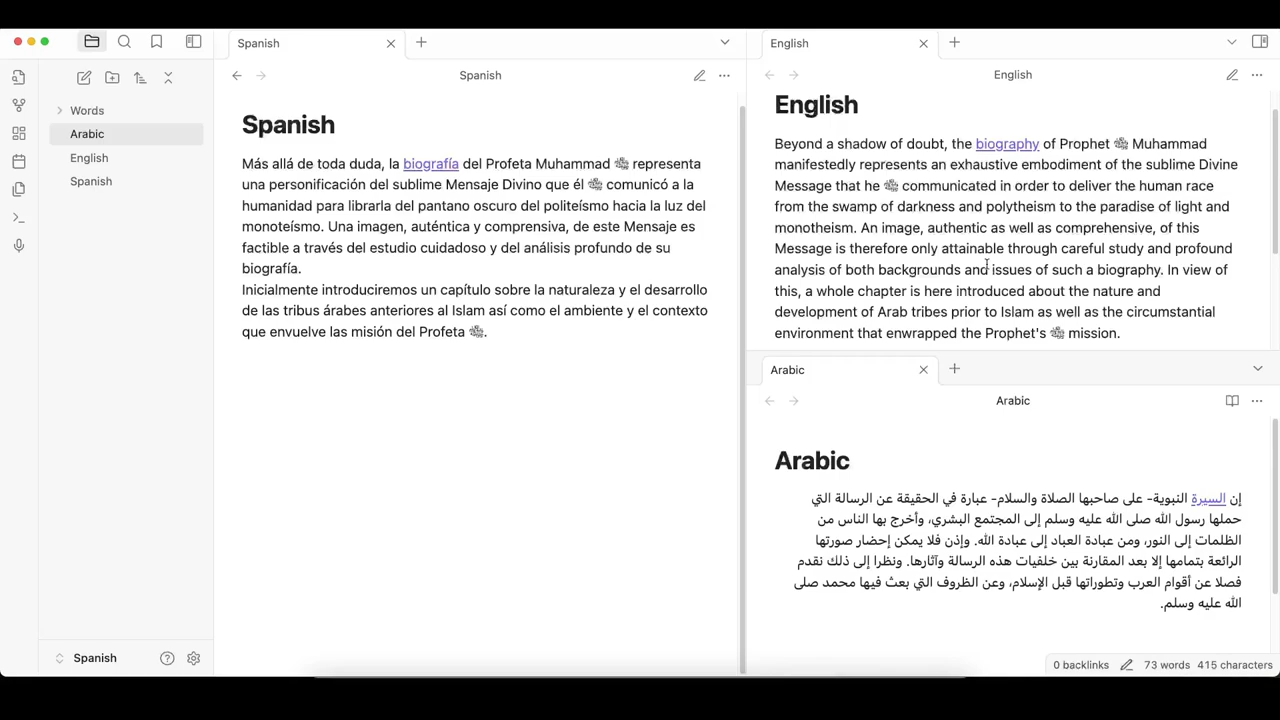 Spanish
English
Spanish
English
Words
Arabic
English
Spanish
Spanish
Más allá de toda duda, la biografía del Profeta Muhammad ﷺ representa
una personificación del sublime Mensaje Divino que él ﷺ comunicó a la
humanidad para librarla del pantano oscuro del politeísmo hacia la luz del
monoteísmo. Una imagen, auténtica y comprensiva, de este Mensaje es
factible a través del estudio cuidadoso y del análisis profundo de su
biografía.
Inicialmente introduciremos un capítulo sobre la naturaleza y el desarrollo
de las tribus árabes anteriores al Islam así como el ambiente y el contexto
que envuelve las misión del Profeta ﷺ.
English
Beyond a shadow of doubt, the biography of Prophet ﷺ Muhammad
manifestedly represents an exhaustive embodiment of the sublime Divine
Message that he ﷺ communicated in order to deliver the human race
from the swamp of darkness and polytheism to the paradise of light and
monotheism. An image, authentic as well as comprehensive, of this
Message is therefore only attainable through careful study and profound
analysis of both backgrounds and issues of such a biography. In view of
this, a whole chapter is here introduced about the nature and
development of Arab tribes prior to Islam as well as the circumstantial
environment that enwrapped the Prophet's ﷺ mission.
Arabic
Arabic
Arabic
إن السيرة النبوية- على صاحبها الصلاة والسلام- عبارة في الحقيقة عن الرسالة التي
حملها رسول الله صلى الله عليه وسلم إلى المجتمع البشري، وأخرج بها الناس من
الظلمات إلى النور، ومن عبادة العباد إلى عبادة الله. وإذن فلا يمكن إحضار صورتها
الرائعة بتمامها إلا بعد المقارنة بين خلفيات هذه الرسالة وآثارها. ونظرا إلى ذلك نقدم
فصلا عن أقوام العرب وتطوراتها قبل الإسلام، وعن الظروف التي بعث فيها محمد صلى
الله عليه وسلم.
Spanish
0 backlinks 73 words 415 characters